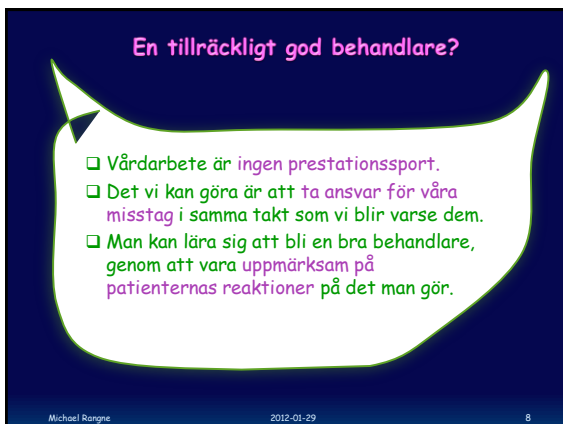 En tillräckligt god behandlare?
❑ Vårdarbete är ingen prestationssport.
❑ Det vi kan göra är att ta ansvar för våra
misstag i samma takt som vi blir varse dem.
❑ Man kan lära sig att bli en bra behandlare,
genom att vara uppmärksam på
patienternas reaktioner på det man gör.
Michael Rangne 2012-01-29 8